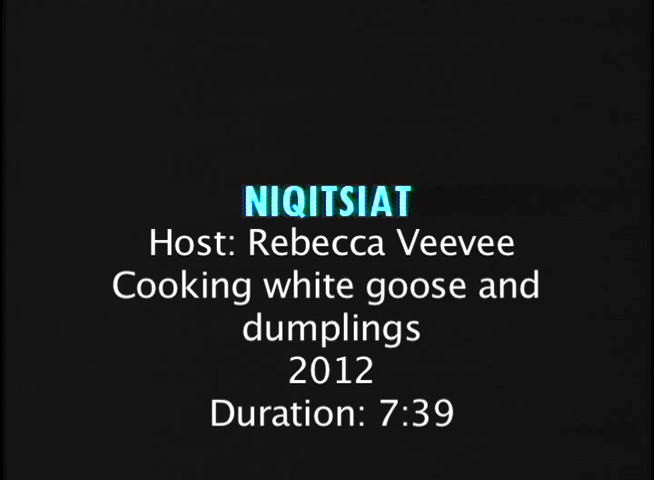 NIQITSIAT
Host: Rebecca Veevee
Cooking white goose and
dumplings
2012
Duration: 7:39